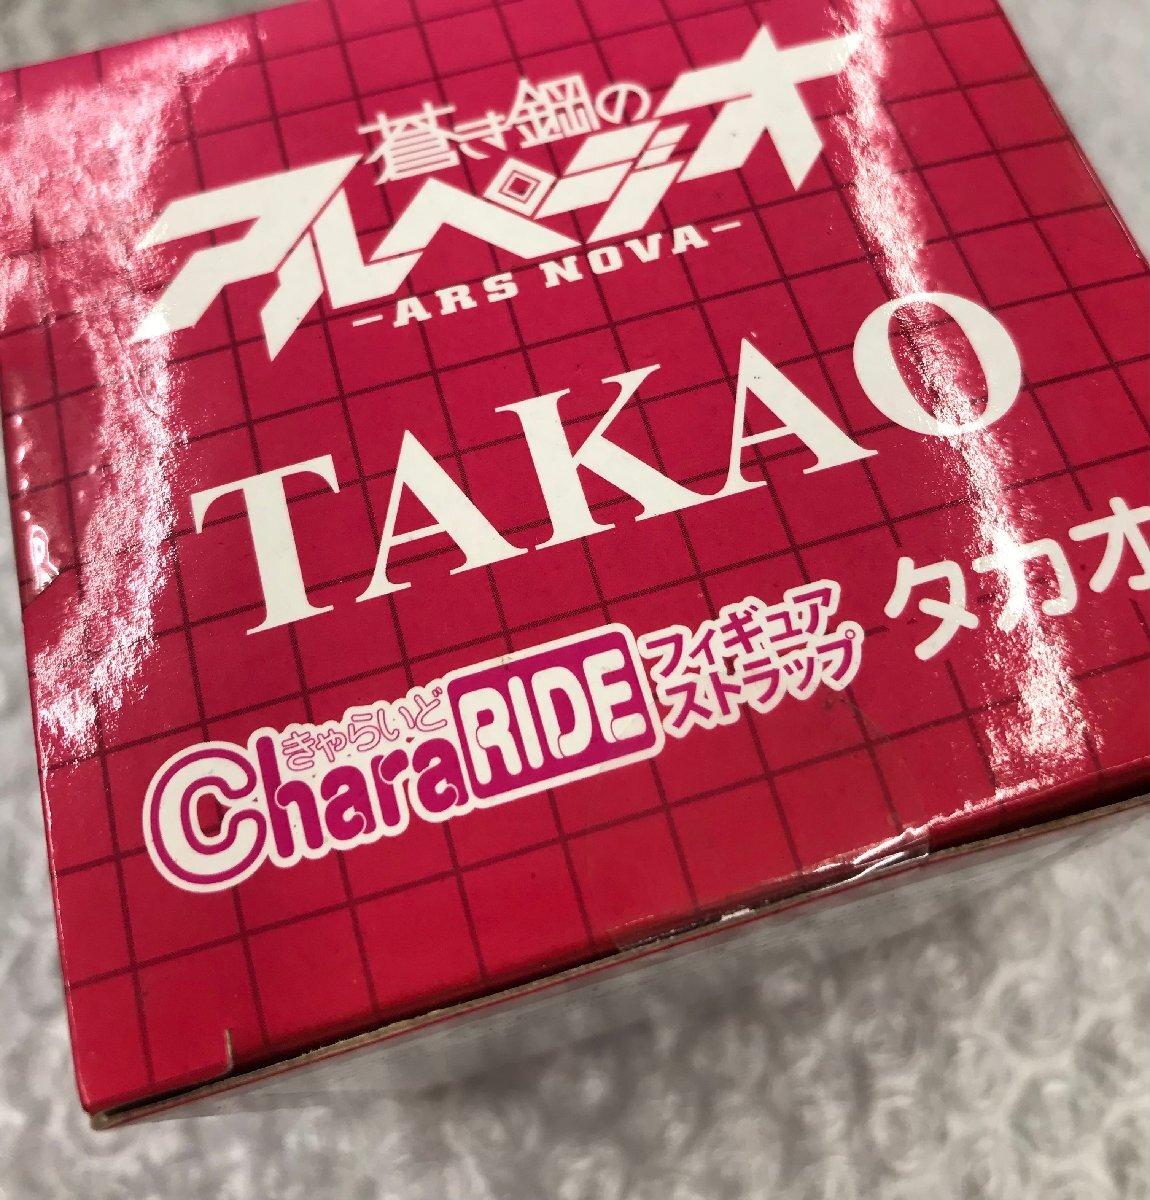 蒼き鋼の
アルペジオ
-ARS NOVA-
TAKAO
きゃらいど
CharaRIDE
フィギュア
ストラップ
タカオ